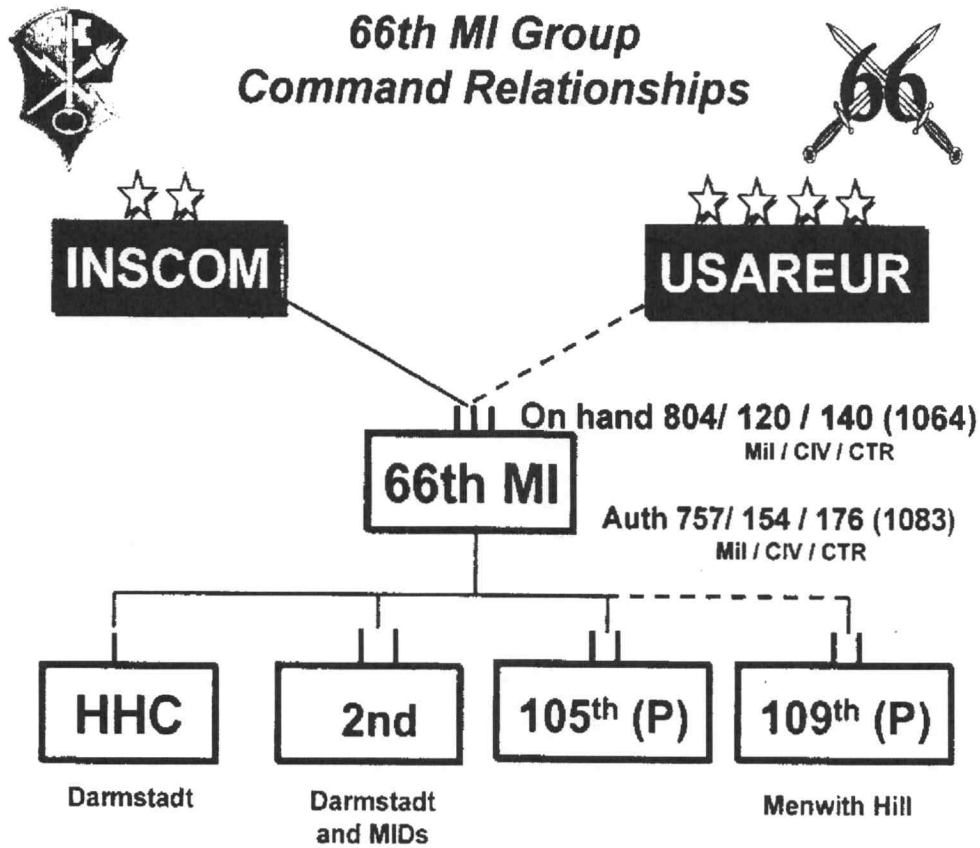 66th MI Group
Command Relationships
66
INSCOM
USAREUR
On hand 804/ 120 / 140 (1064)
Mil / CIV / CTR
66th MI
Auth 757/ 154 / 176 (1083)
Mil / CIV / CTR
HHC
2nd
105th (P)
109th (P)
Darmstadt
Darmstadt
and MIDs
Menwith Hill